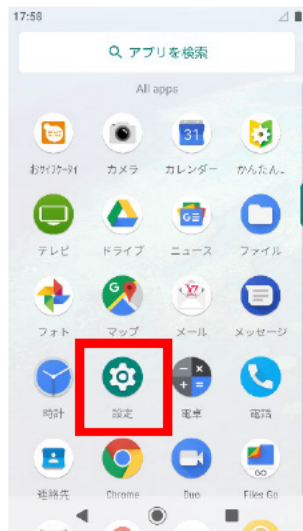 17:58
アプリを検索
All apps
31
おサイフケータイ
カメラ
カレンダー
かんたん…
GE
テレビ
ドライブ
ニュース
ファイル
G
Y!
フォト
マップ
メール
メッセージ
時計
設定
電卓
電話
GO
連絡先
Chrome
Duo
Files Go